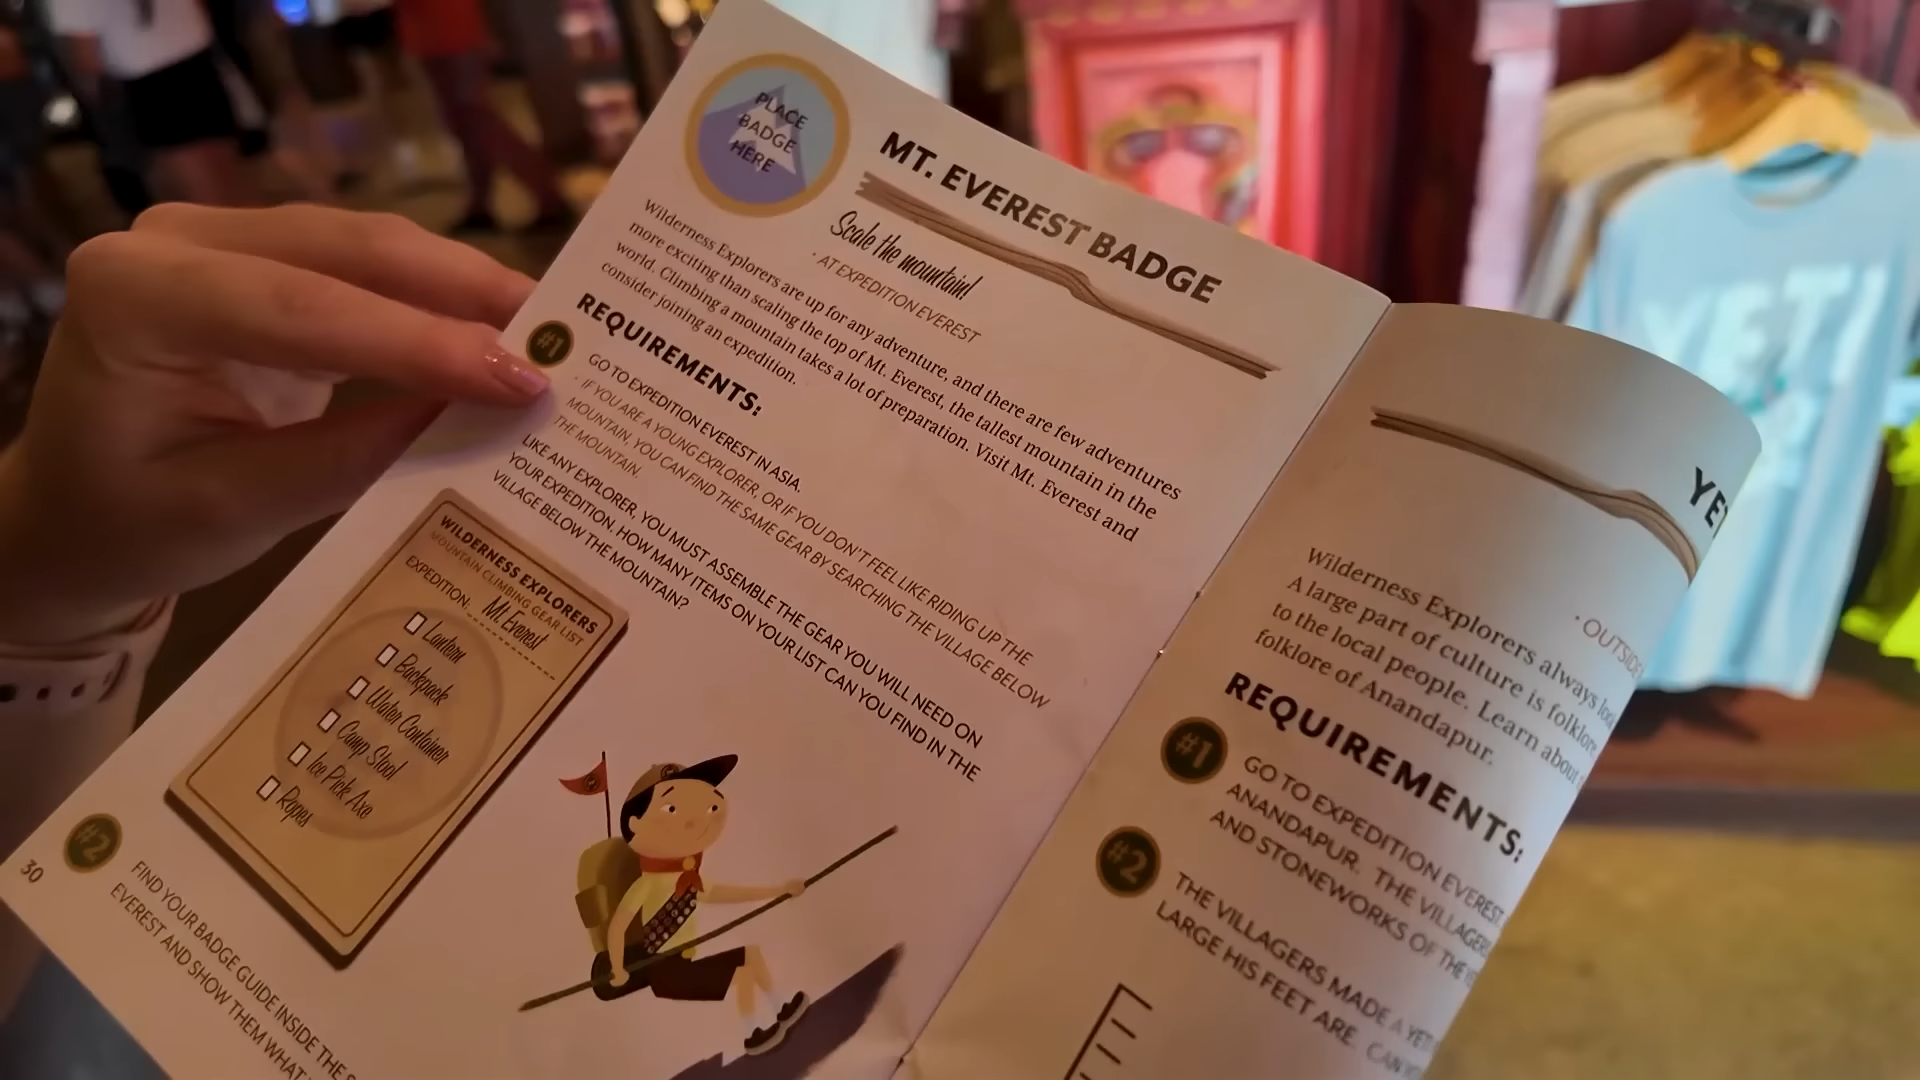 PLACE
BADGE
HERE
MT. EVEREST BADGE
Scale the mountain!
• AT EXPEDITION EVEREST
Wilderness Explorers are up for any adventure, and there are few adventures
more exciting than scaling the top of Mt. Everest, the tallest mountain in the
world. Climbing a mountain takes a lot of preparation. Visit Mt. Everest and
consider joining an expedition.
REQUIREMENTS:
#1
GO TO EXPEDITION EVEREST IN ASIA.
• IF YOU ARE A YOUNG EXPLORER, OR IF YOU DON'T FEEL LIKE RIDING UP THE
MOUNTAIN, YOU CAN FIND THE SAME GEAR BY SEARCHING THE VILLAGE BELOW
THE MOUNTAIN.
LIKE ANY EXPLORER, YOU MUST ASSEMBLE THE GEAR YOU WILL NEED ON
YOUR EXPEDITION. HOW MANY ITEMS ON YOUR LIST CAN YOU FIND IN THE
VILLAGE BELOW THE MOUNTAIN?
WILDERNESS EXPLORERS
MOUNTAIN CLIMBING GEAR LIST
EXPEDITION: Mt. Everest
Lantern
Backpack
Water Container
Camp Stool
Ice Pick Axe
Ropes
#2
FIND YOUR BADGE GUIDE INSIDE THE
EVEREST AND SHOW THEM WHAT
30
Wilderness Explorers always
A large part of culture is folklore,
to the local people. Learn about
folklore of Anandapur.
• OUTSIDE
REQUIREMENTS:
#1
GO TO EXPEDITION EVEREST
ANANDAPUR. THE VILLAGERS
AND STONEWORKS OF THE
#2
THE VILLAGERS MADE A YETI
LARGE HIS FEET ARE. CAN
YETI